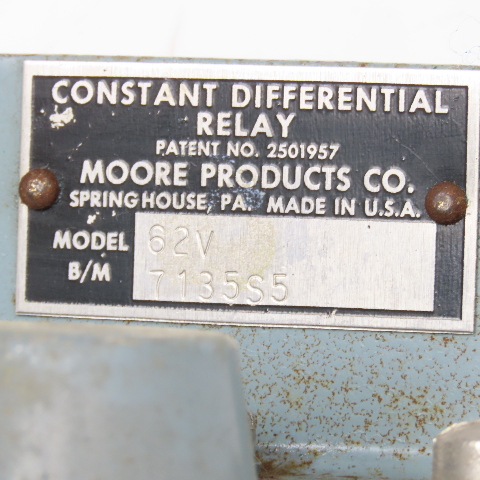 CONSTANT DIFFERENTIAL
RELAY
PATENT NO. 2501957
MOORE PRODUCTS CO.
SPRING HOUSE, PA. MADE IN U.S.A.
MODEL 62V
B/M 7135S5